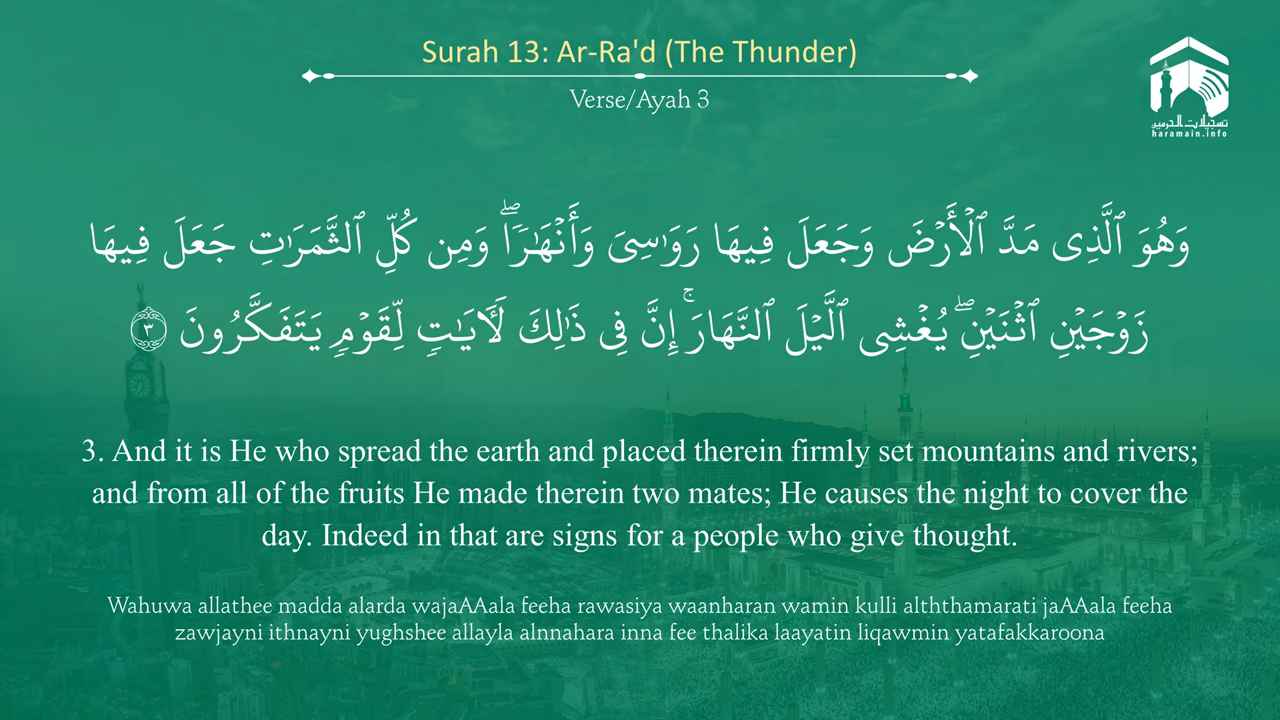 Surah 13: Ar-Ra'd (The Thunder)
Verse/Ayah 3
تسجيلات الحرمين
haramain.info
وَهُوَ ٱلَّذِى مَدَّ ٱلْأَرْضَ وَجَعَلَ فِيهَا رَوَٰسِىَ وَأَنْهَٰرًۭا ۖ وَمِن كُلِّ ٱلثَّمَرَٰتِ جَعَلَ فِيهَا
زَوْجَيْنِ ٱثْنَيْنِ ۖ يُغْشِى ٱلَّيْلَ ٱلنَّهَارَ ۚ إِنَّ فِى ذَٰلِكَ لَءَايَٰتٍۢ لِّقَوْمٍۢ يَتَفَكَّرُونَ ٣
3. And it is He who spread the earth and placed therein firmly set mountains and rivers;
and from all of the fruits He made therein two mates; He causes the night to cover the
day. Indeed in that are signs for a people who give thought.
Wahuwa allathee madda alarda wajaAAala feeha rawasiya waanharan wamin kulli alththamarati jaAAala feeha
zawjayni ithnayni yughshee allayla alnnahara inna fee thalika laayatin liqawmin yatafakkaroona